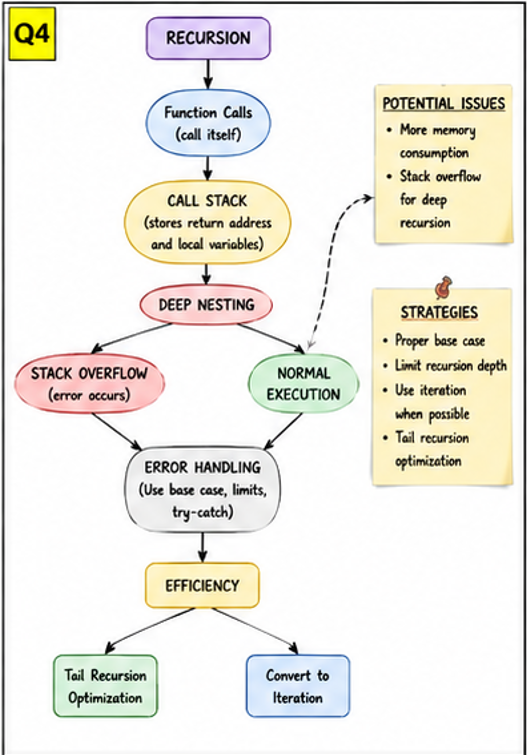 Q4
RECURSION
Function Calls
(call itself)
CALL STACK
(stores return address
and local variables)
DEEP NESTING
STACK OVERFLOW
(error occurs)
NORMAL
EXECUTION
ERROR HANDLING
(Use base case, limits,
try-catch)
EFFICIENCY
Tail Recursion
Optimization
Convert to
Iteration
POTENTIAL ISSUES
• More memory
consumption
• Stack overflow
for deep
recursion
STRATEGIES
• Proper base case
• Limit recursion depth
• Use iteration
when possible
• Tail recursion
optimization